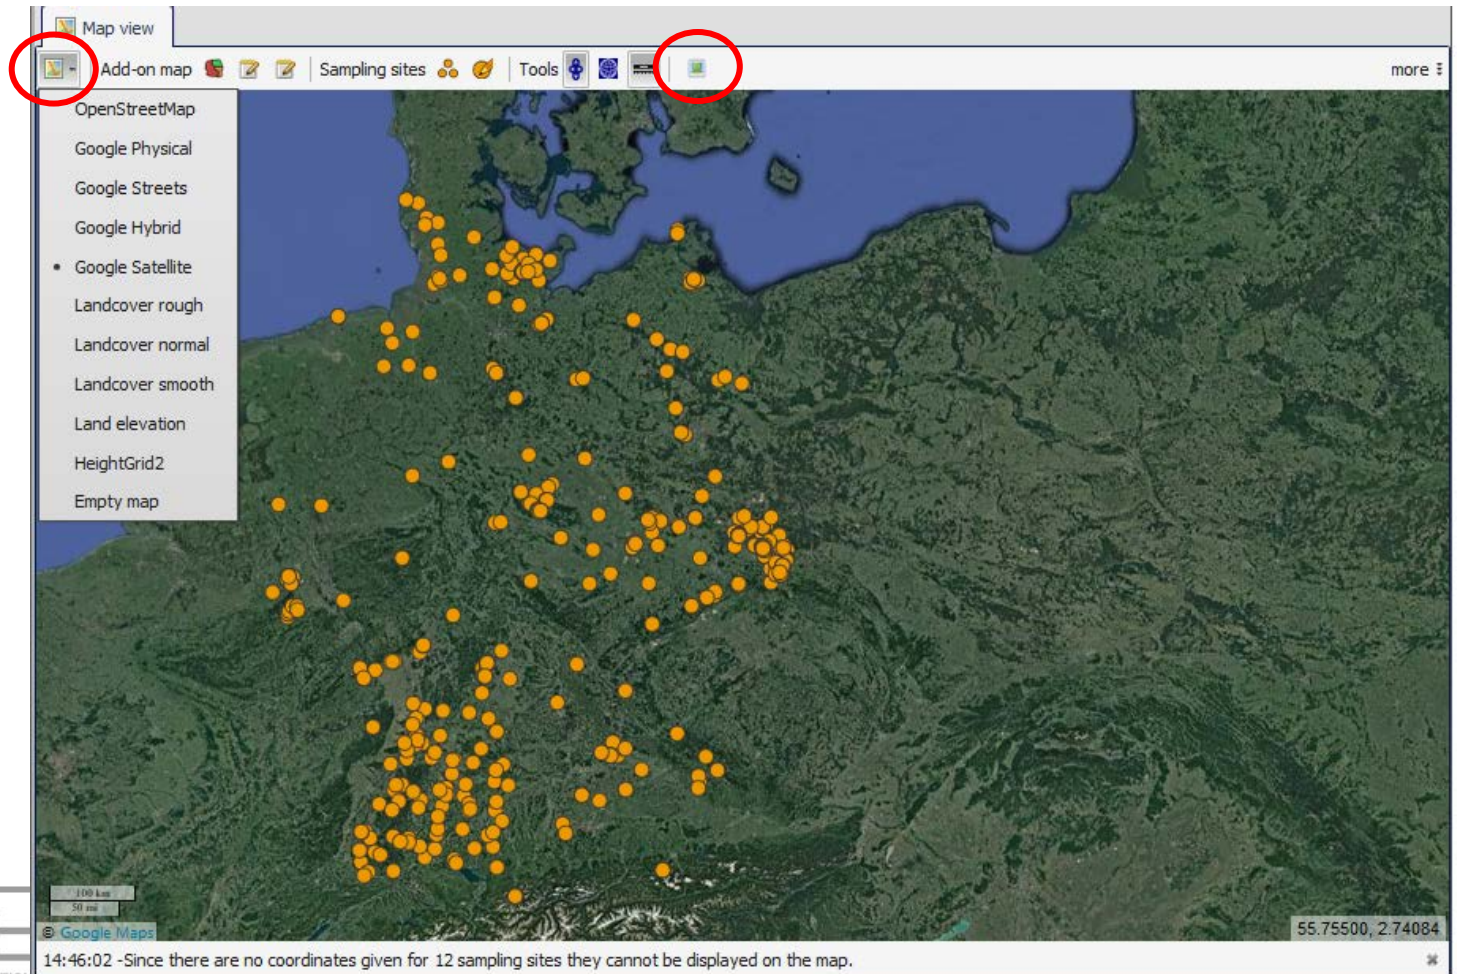 Map view
Add-on map Sampling sites Tools more
OpenStreetMap
Google Physical
Google Streets
Google Hybrid
Google Satellite
Landcover rough
Landcover normal
Landcover smooth
Land elevation
HeightGrid2
Empty map
100 km
50 mi
© Google Maps
55.75500, 2.74084
14:46:02 -Since there are no coordinates given for 12 sampling sites they cannot be displayed on the map.